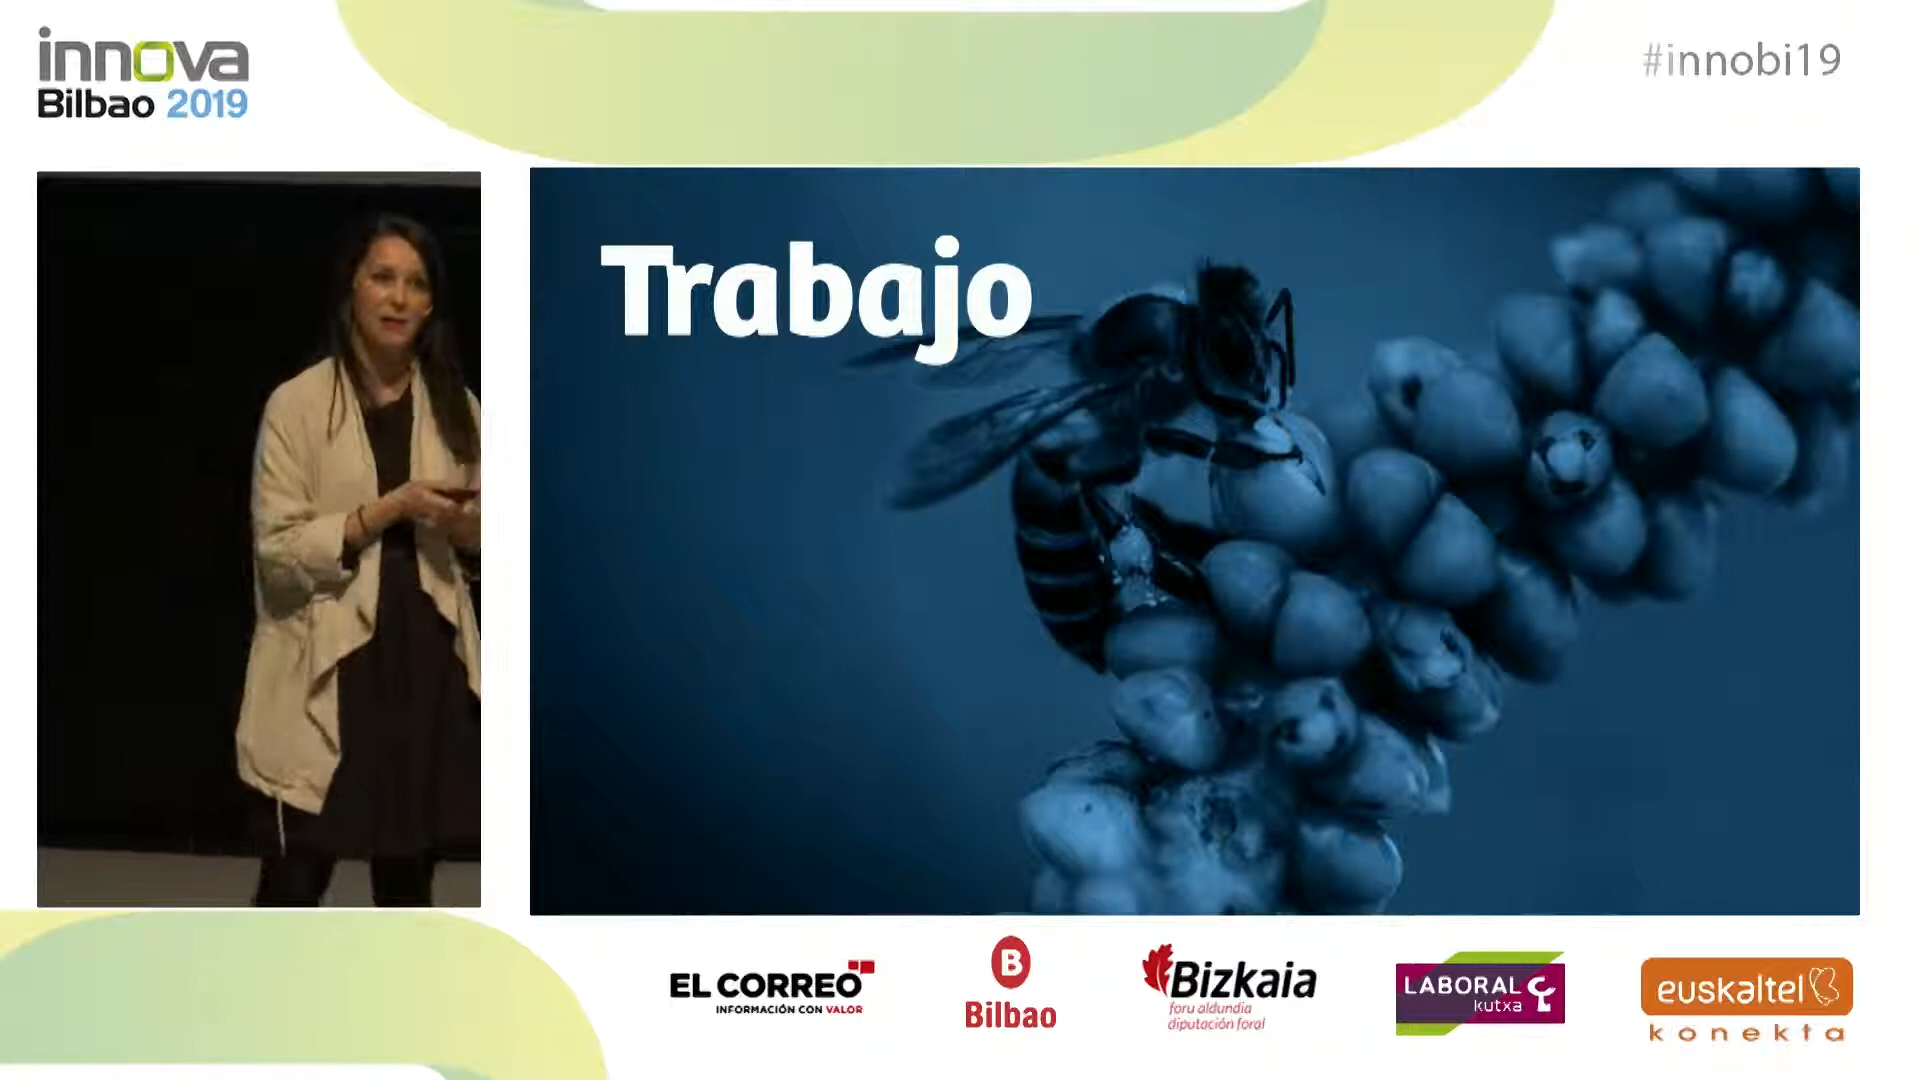 innova
Bilbao 2019
#innobi19
Trabajo
EL CORREO
INFORMACIÓN CON VALOR
B
Bilbao
Bizkaia
foru aldundia
diputación foral
LABORAL
kutxa
euskaltel
konekta